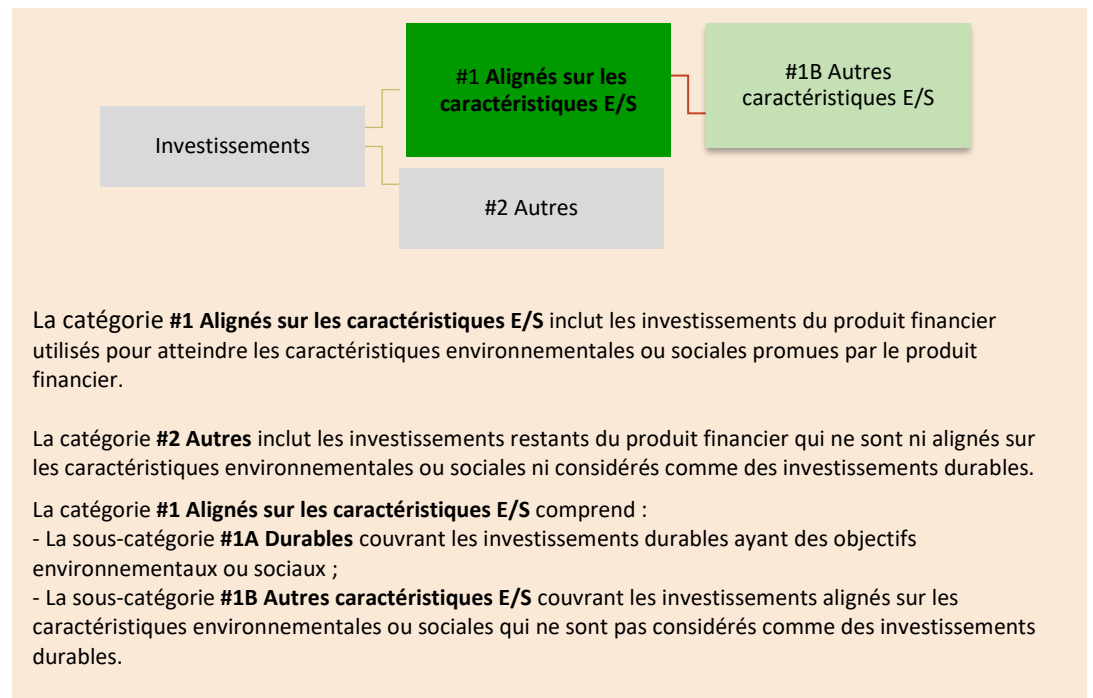 #1 Alignés sur les
caractéristiques E/S
#1B Autres
caractéristiques E/S
Investissements
#2 Autres
La catégorie #1 Alignés sur les caractéristiques E/S inclut les investissements du produit financier
utilisés pour atteindre les caractéristiques environnementales ou sociales promues par le produit
financier.
La catégorie #2 Autres inclut les investissements restants du produit financier qui ne sont ni alignés sur
les caractéristiques environnementales ou sociales ni considérés comme des investissements durables.
La catégorie #1 Alignés sur les caractéristiques E/S comprend :
- La sous-catégorie #1A Durables couvrant les investissements durables ayant des objectifs
environnementaux ou sociaux ;
- La sous-catégorie #1B Autres caractéristiques E/S couvrant les investissements alignés sur les
caractéristiques environnementales ou sociales qui ne sont pas considérés comme des investissements
durables.